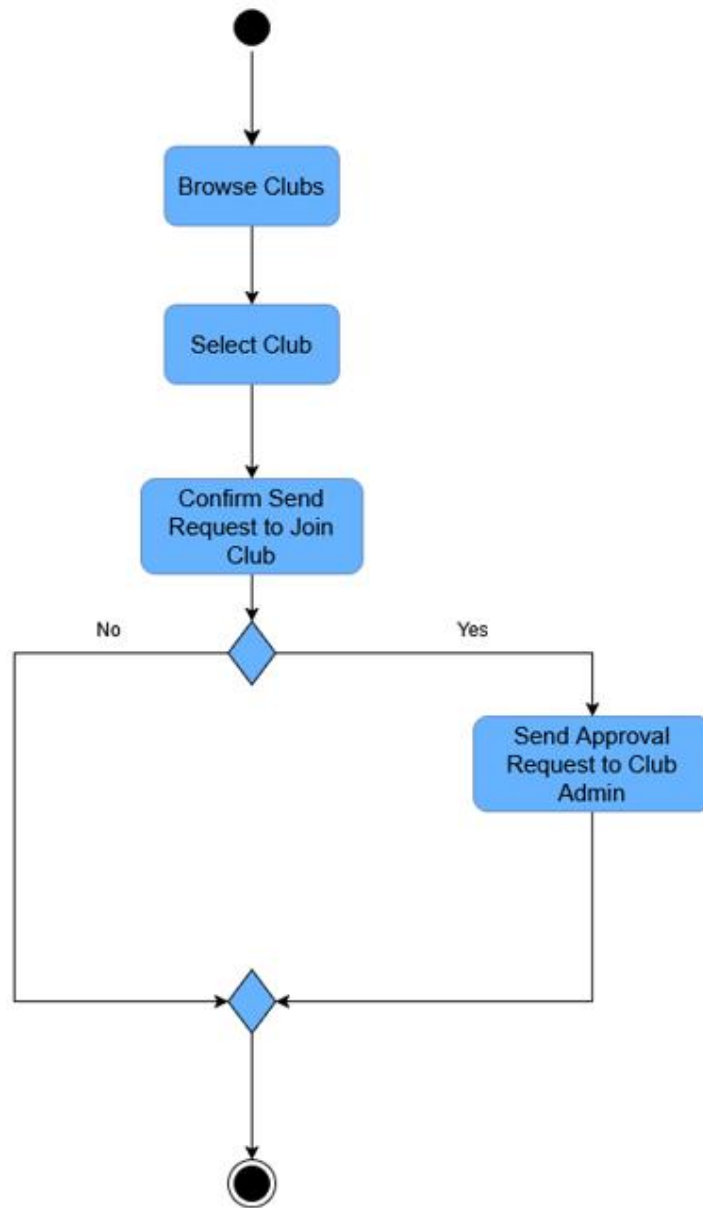 Browse Clubs
Select Club
Confirm Send
Request to Join
Club
No
Yes
Send Approval
Request to Club
Admin